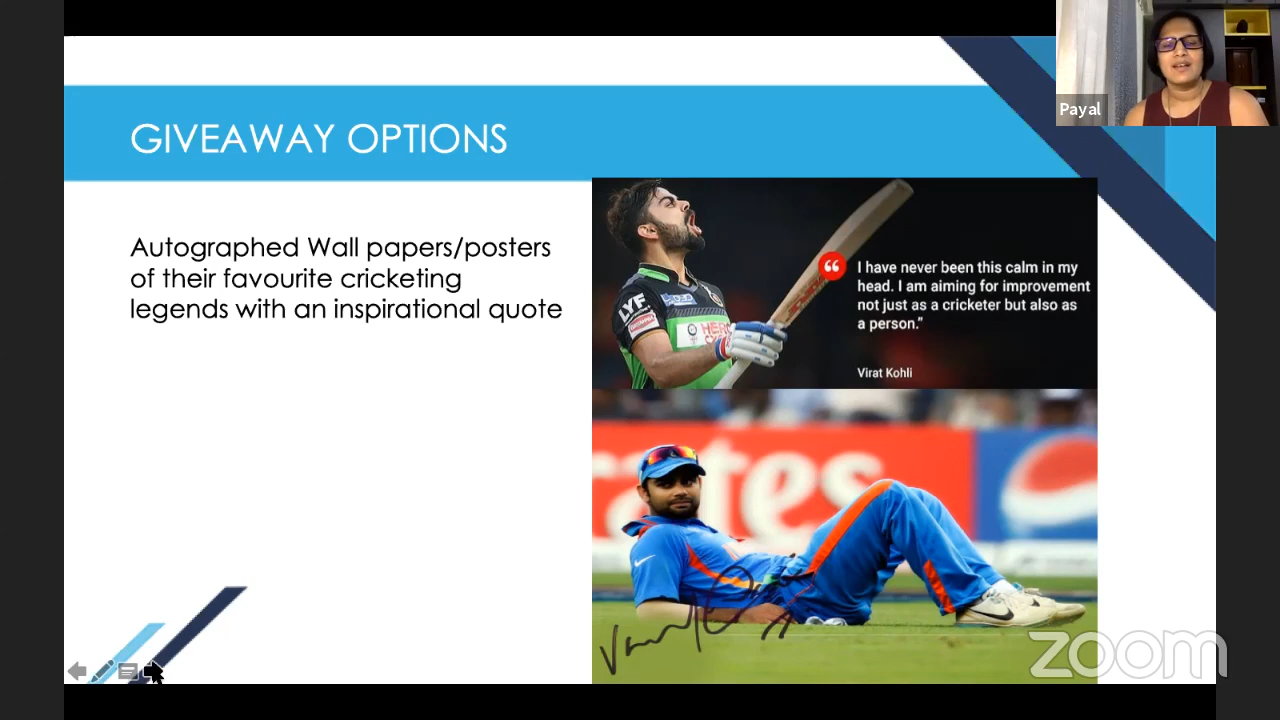 Payal
GIVEAWAY OPTIONS
Autographed Wall papers/posters
of their favourite cricketing
legends with an inspirational quote
LYF
HERO
“
I have never been this calm in my
head. I am aiming for improvement
not just as a cricketer but also as
a person.”
Virat Kohli
zoom